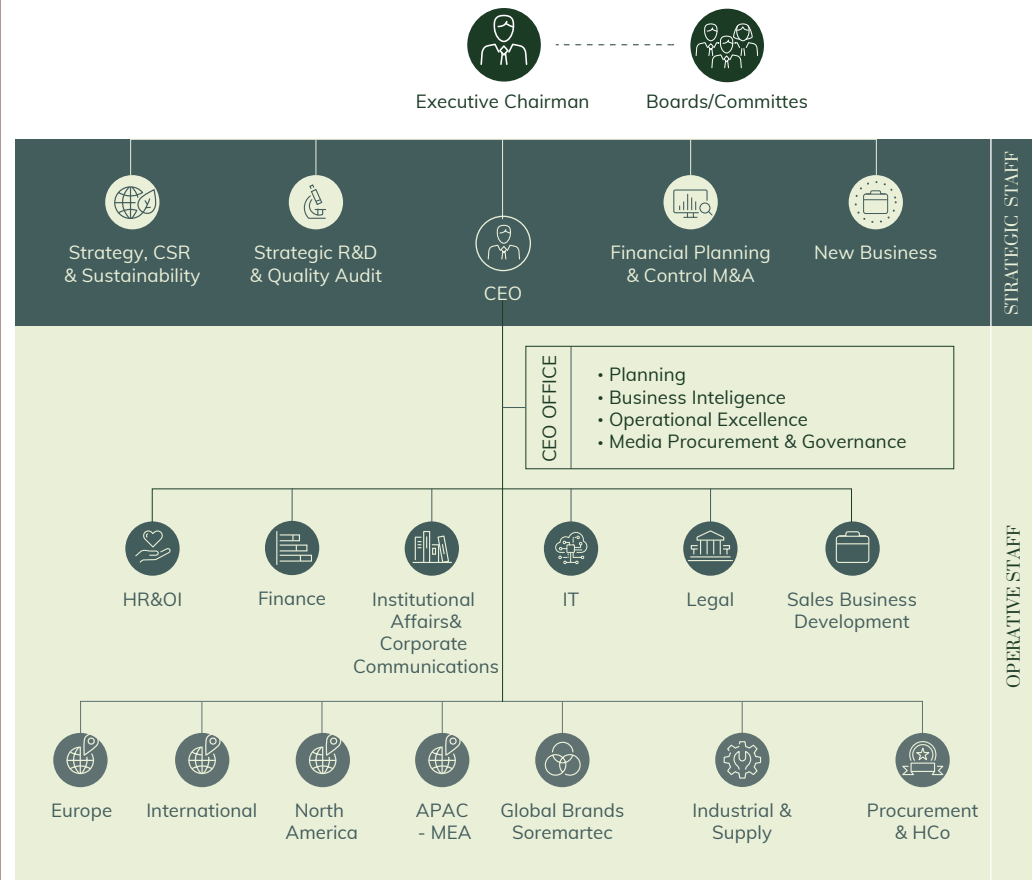 Executive Chairman
Boards/Committes
STRATEGIC STAFF
Strategy, CSR
& Sustainability
Strategic R&D
& Quality Audit
CEO
Financial Planning
& Control M&A
New Business
CEO OFFICE
• Planning
• Business Inteligence
• Operational Excellence
• Media Procurement & Governance
OPERATIVE STAFF
HR&OI
Finance
Institutional
Affairs&
Corporate
Communications
IT
Legal
Sales Business
Development
Europe
International
North
America
APAC
- MEA
Global Brands
Soremartec
Industrial &
Supply
Procurement
& HCo